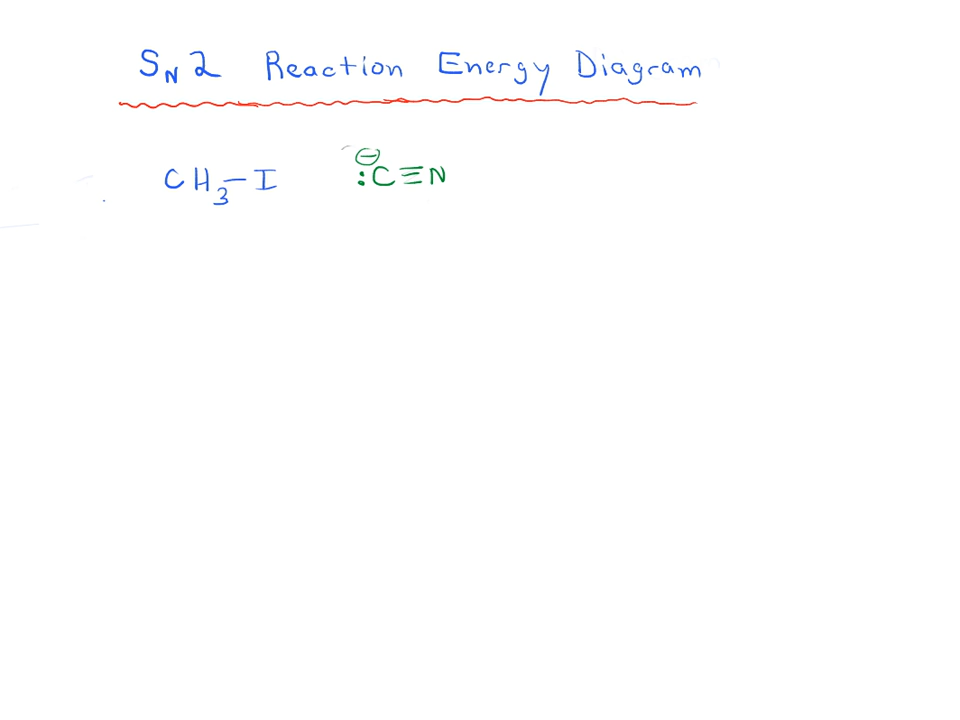 SN2 Reaction Energy Diagram
CH3–I :C≡N
⊖